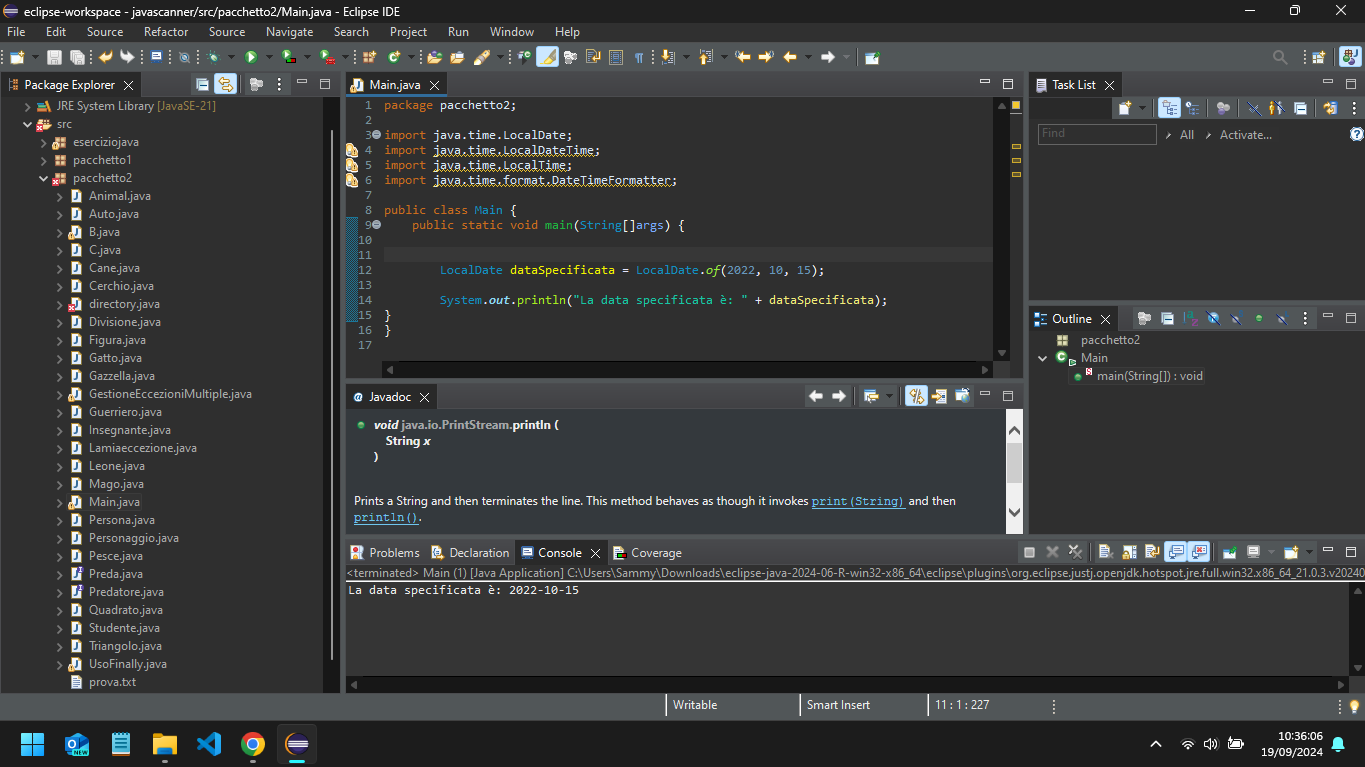 eclipse-workspace - javascanner/src/pacchetto2/Main.java - Eclipse IDE
File Edit Source Refactor Source Navigate Search Project Run Window Help
Package Explorer
JRE System Library [JavaSE-21]
src
eserciziojava
pacchetto1
pacchetto2
Animal.java
Auto.java
B.java
C.java
Cane.java
Cerchio.java
directory.java
Divisione.java
Figura.java
Gatto.java
Gazzella.java
GestioneEccezioniMultiple.java
Guerriero.java
Insegnante.java
Lamiaeccezione.java
Leone.java
Mago.java
Main.java
Persona.java
Personaggio.java
Pesce.java
Preda.java
Predatore.java
Quadrato.java
Studente.java
Triangolo.java
UsoFinally.java
prova.txt
Main.java
1 package pacchetto2;
2
3 import java.time.LocalDate;
4 import java.time.LocalDateTime;
5 import java.time.LocalTime;
6 import java.time.format.DateTimeFormatter;
7
8 public class Main {
9 public static void main(String[]args) {
10
11
12 LocalDate dataSpecificata = LocalDate.of(2022, 10, 15);
13
14 System.out.println("La data specificata è: " + dataSpecificata);
15 }
16 }
17
Javadoc
void java.io.PrintStream.println (
String x
)
Prints a String and then terminates the line. This method behaves as though it invokes print(String) and then
println().
Task List
Find All Activate...
Outline
pacchetto2
Main
main(String[]) : void
Problems Declaration Console Coverage
<terminated> Main (1) [Java Application] C:\Users\Sammy\Downloads\eclipse-java-2024-06-R-win32-x86_64\eclipse\plugins\org.eclipse.justj.openjdk.hotspot.jre.full.win32.x86_64_21.0.3.v20240
La data specificata è: 2022-10-15
Writable Smart Insert 11 : 1 : 227
NEW
10:36:06
19/09/2024